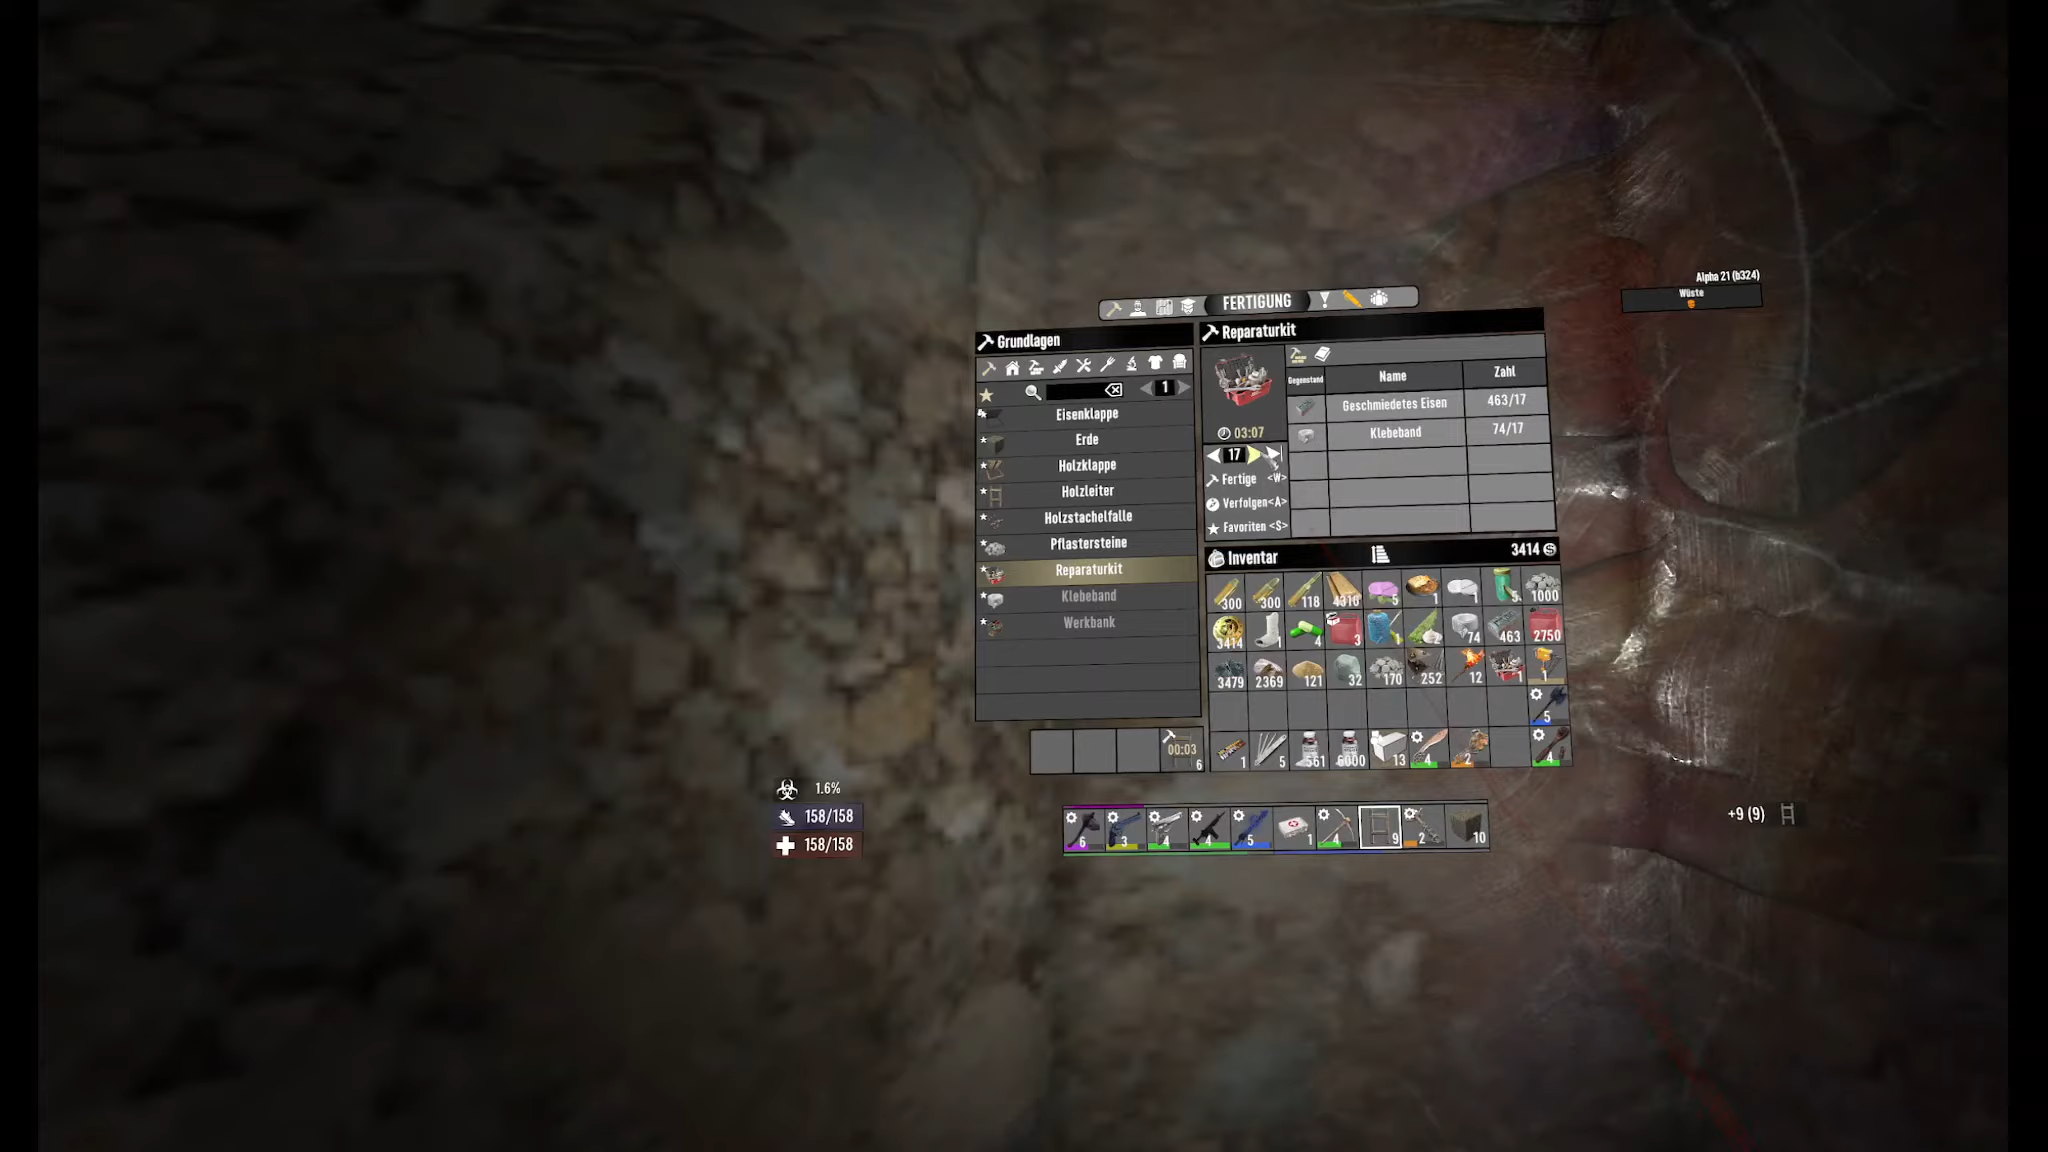 Alpha 21 (b324)
Wüste
FERTIGUNG
Grundlagen
1
Eisenklappe
Erde
Holzklappe
Holzleiter
Holzstachelfalle
Pflastersteine
Reparaturkit
Klebeband
Werkbank
Reparaturkit
Gegenstand Name Zahl
Geschmiedetes Eisen 463/17
Klebeband 74/17
03:07
17
Fertige <W>
Verfolgen <A>
Favoriten <S>
Inventar 3414
300 300 118 4310 5 1 1 5 1000
3414 1 4 3 1 2 74 463 2750
3479 2369 121 32 170 252 12 1 1
5
1 5 561 6000 13 4 2 4
00:03
6
1.6%
158/158
158/158
6 3 4 4 5 1 4 9 2 10
+9 (9)